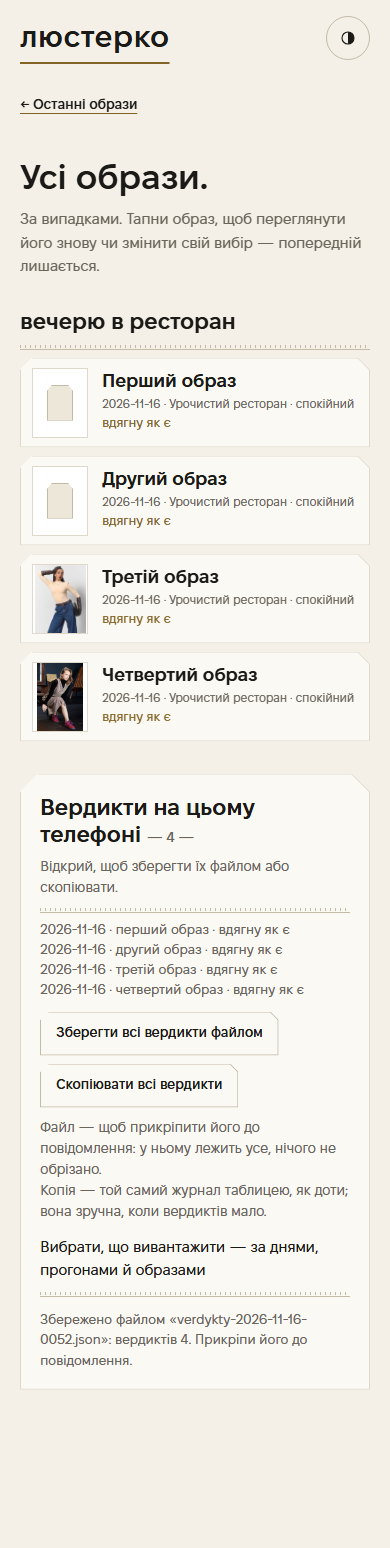 люстерко
← Останні образи
Усі образи.
За випадками. Тапни образ, щоб переглянути
його знову чи змінити свій вибір — попередній
лишається.
вечерю в ресторан
Перший образ
2026-11-16 · Урочистий ресторан · спокійний
вдягну як є
Другий образ
2026-11-16 · Урочистий ресторан · спокійний
вдягну як є
Третій образ
2026-11-16 · Урочистий ресторан · спокійний
вдягну як є
Четвертий образ
2026-11-16 · Урочистий ресторан · спокійний
вдягну як є
Вердикти на цьому
телефоні — 4 —
Відкрий, щоб зберегти їх файлом або
скопіювати.
2026-11-16 · перший образ · вдягну як є
2026-11-16 · другий образ · вдягну як є
2026-11-16 · третій образ · вдягну як є
2026-11-16 · четвертий образ · вдягну як є
Зберегти всі вердикти файлом
Скопіювати всі вердикти
Файл — щоб прикріпити його до
повідомлення: у ньому лежить усе, нічого не
обрізано.
Копія — той самий журнал таблицею, як доти;
вона зручна, коли вердиктів мало.
Вибрати, що вивантажити — за днями,
прогонами й образами
Збережено файлом «verdykty-2026-11-16-
0052.json»: вердиктів 4. Прикріпи його до
повідомлення.